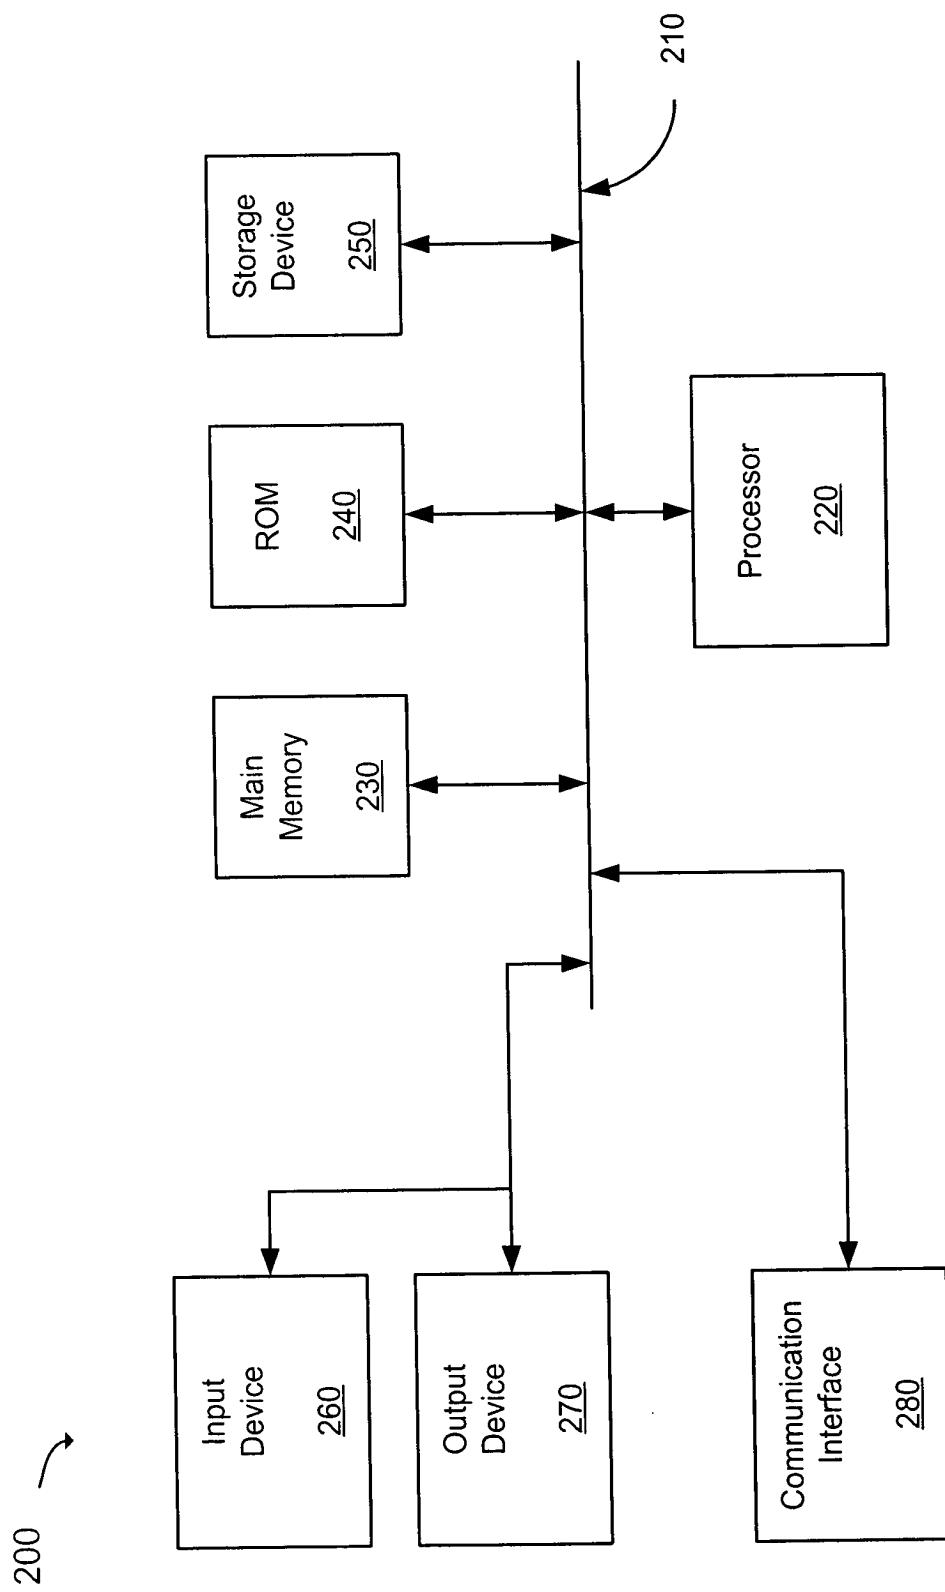 200
Input
Device
260
Output
Device
270
Communication
Interface
280
Main
Memory
230
ROM
240
Storage
Device
250
Processor
220
210